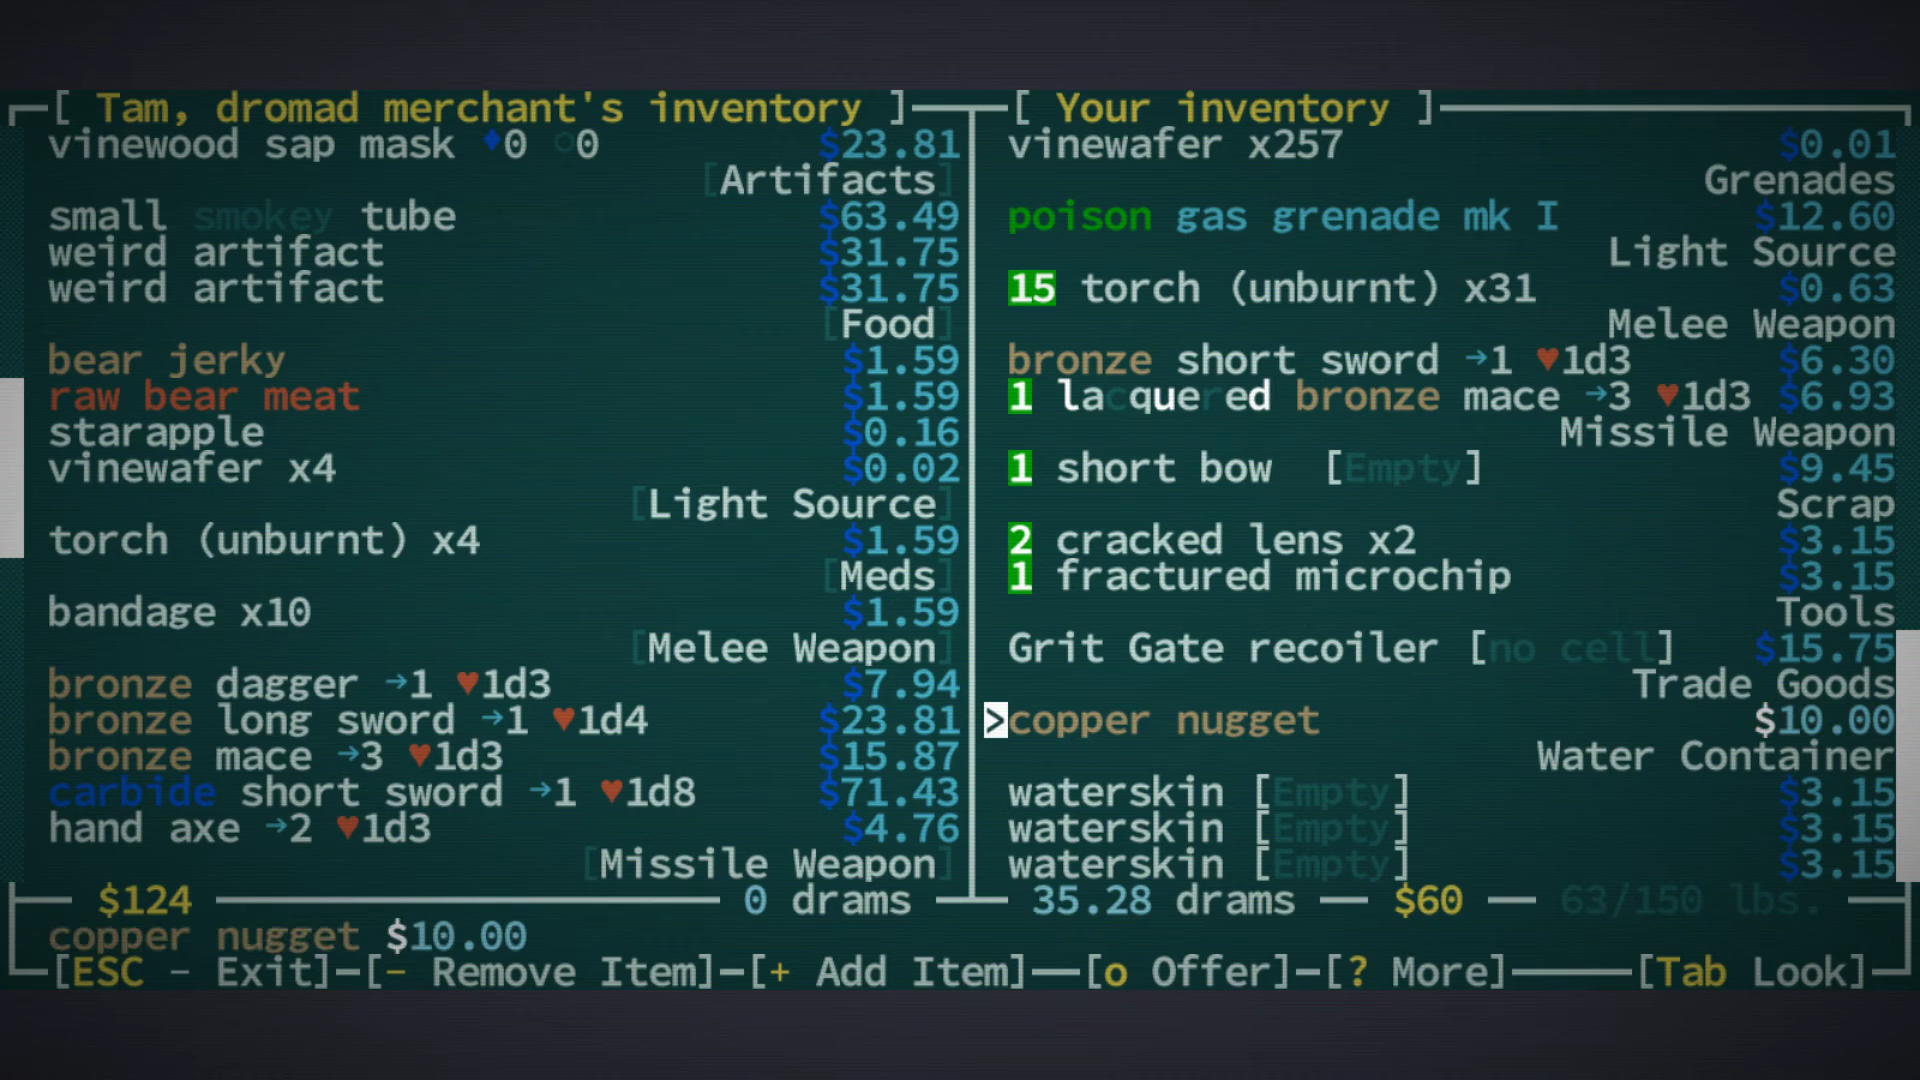 [ Tam, dromad merchant's inventory ]
vinewood sap mask ♦0 ○0 $23.81
[Artifacts]
small smokey tube $63.49
weird artifact $31.75
weird artifact $31.75
[Food]
bear jerky $1.59
raw bear meat $1.59
starapple $0.16
vinewafer x4 $0.02
[Light Source]
torch (unburnt) x4 $1.59
[Meds]
bandage x10 $1.59
[Melee Weapon]
bronze dagger →1 ♥1d3 $7.94
bronze long sword →1 ♥1d4 $23.81
bronze mace →3 ♥1d3 $15.87
carbide short sword →1 ♥1d8 $71.43
hand axe →2 ♥1d3 $4.76
[Missile Weapon]
$124 0 drams
[ Your inventory ]
vinewafer x257 $0.01
Grenades
poison gas grenade mk I $12.60
Light Source
15 torch (unburnt) x31 $0.63
Melee Weapon
bronze short sword →1 ♥1d3 $6.30
1 lacquered bronze mace →3 ♥1d3 $6.93
Missile Weapon
1 short bow [Empty] $9.45
Scrap
2 cracked lens x2 $3.15
1 fractured microchip $3.15
Tools
Grit Gate recoiler [no cell] $15.75
Trade Goods
>copper nugget $10.00
Water Container
waterskin [Empty] $3.15
waterskin [Empty] $3.15
waterskin [Empty] $3.15
35.28 drams $60 63/150 lbs.
copper nugget $10.00
[ESC - Exit] [- Remove Item] [+ Add Item] [o Offer] [? More] [Tab Look]